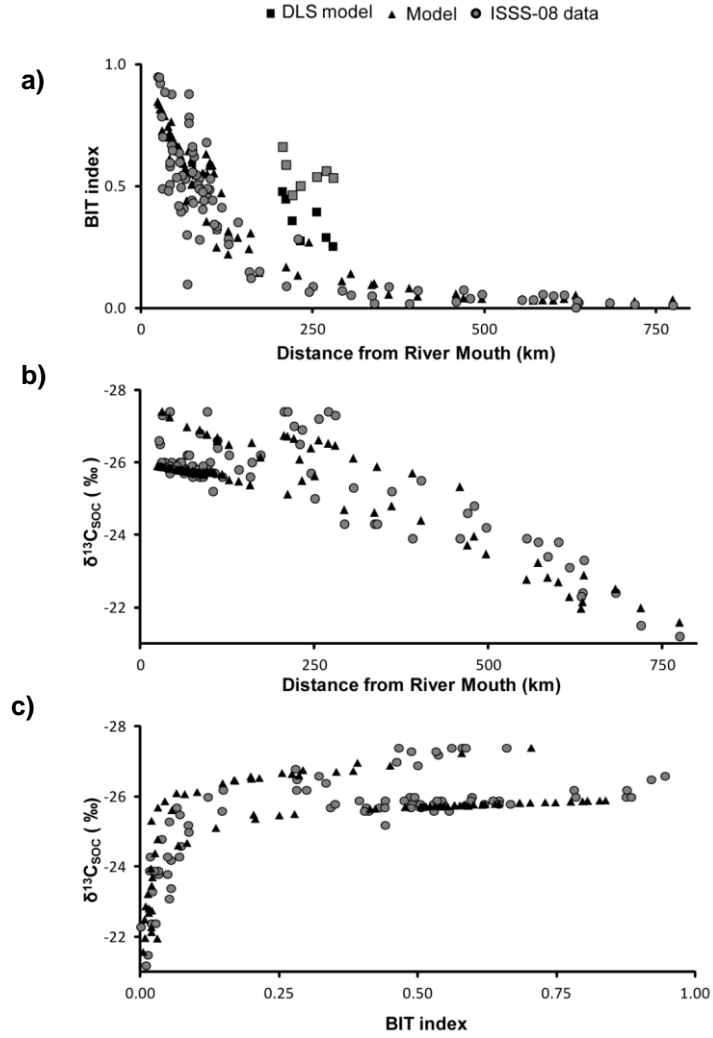 ■ DLS model ▲ Model ● ISSS-08 data
a)
1.0
0.5
0.0
BIT index
0
250
500
750
Distance from River Mouth (km)
b)
-28
-26
-24
-22
δ¹³C_SOC ( ‰ )
0
250
500
750
Distance from River Mouth (km)
c)
-28
-26
-24
-22
δ¹³C_SOC ( ‰ )
0.00
0.25
0.50
0.75
1.00
BIT index